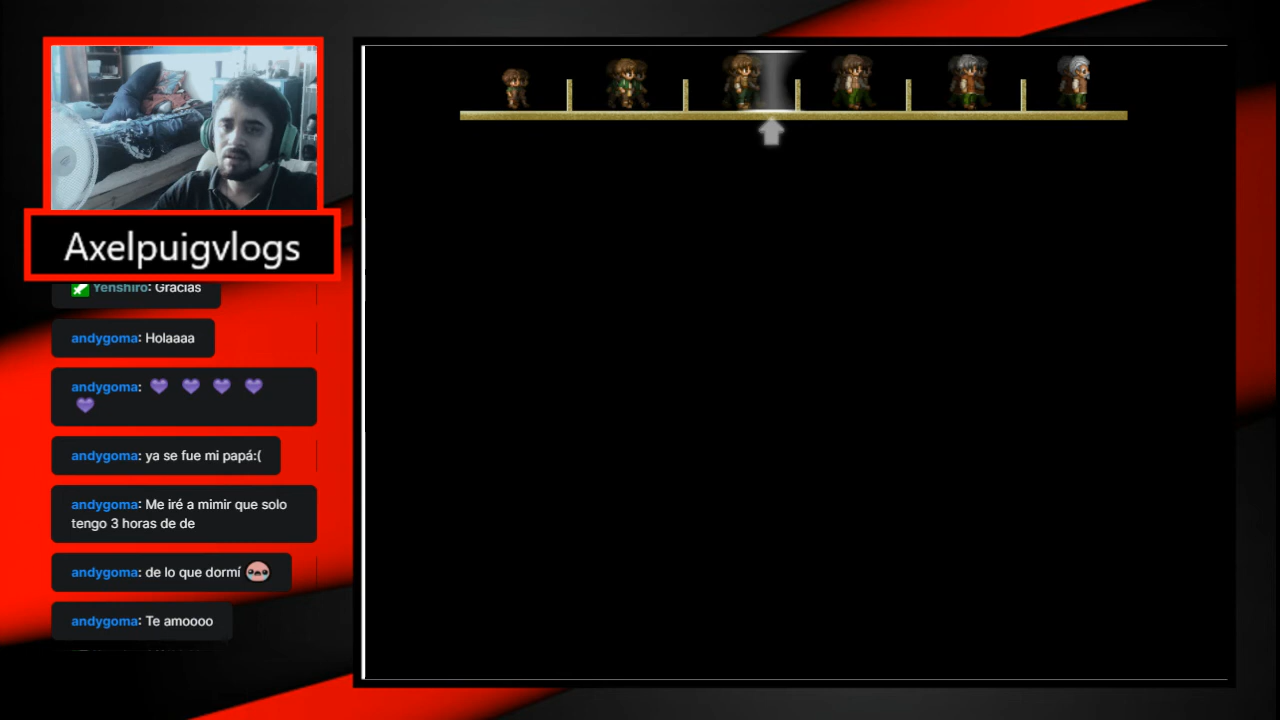 Axelpuigvlogs
Yenshiro: Gracias
andygoma: Holaaaa
andygoma:
andygoma: ya se fue mi papá:(
andygoma: Me iré a mimir que solo
tengo 3 horas de de
andygoma: de lo que dormí
andygoma: Te amoooo